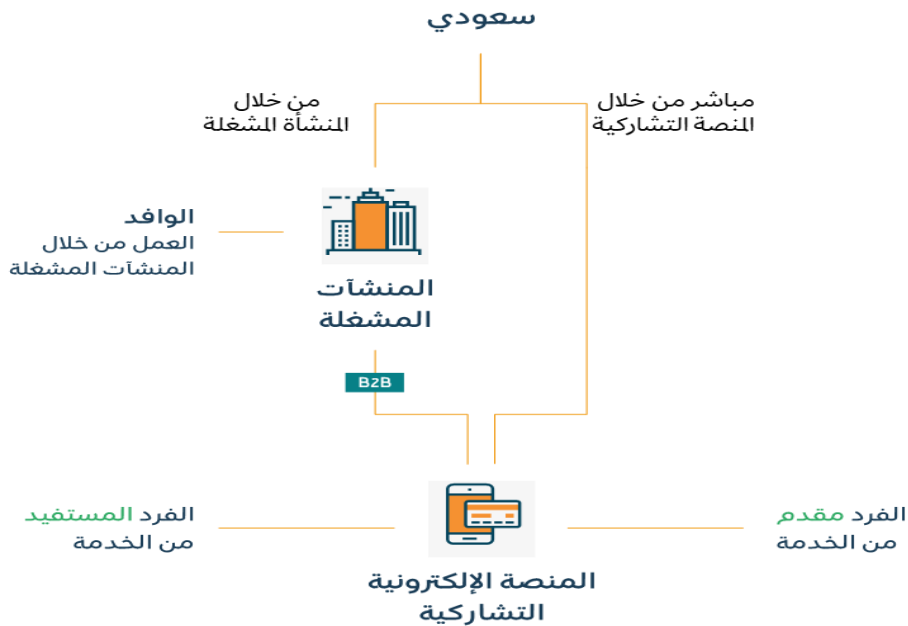 سعودي
مباشر من خلال
المنصة التشاركية
من خلال
المنشأة المشغلة
الوافد
العمل من خلال
المنشآت المشغلة
المنشآت
المشغلة
B2B
الفرد مقدم
من الخدمة
الفرد المستفيد
من الخدمة
المنصة الإلكترونية
التشاركية